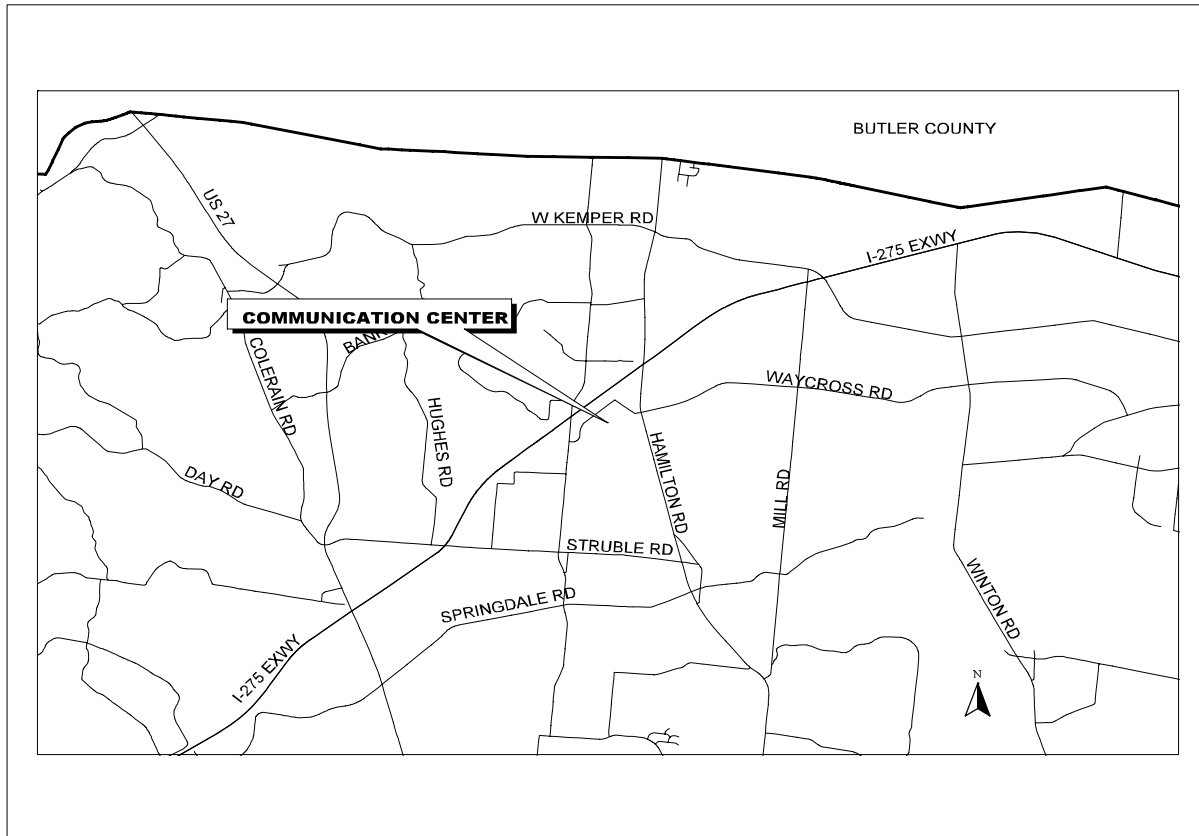 BUTLER COUNTY
US 27
W KEMPER RD
I-275 EXWY
COMMUNICATION CENTER
COLERAIN RD
WAYCROSS RD
HUGHES RD
HAMILTON RD
DAY RD
MILL RD
STRUBLE RD
SPRINGDALE RD
WINTON RD
I-275 EXWY
N